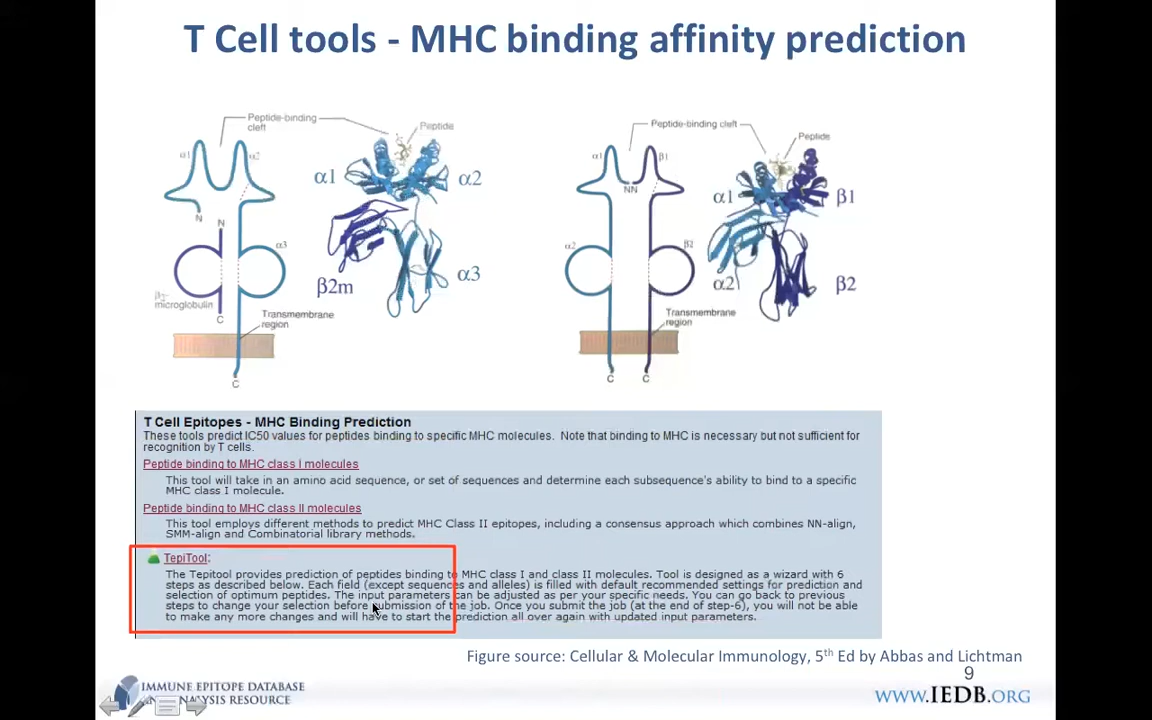 T Cell tools - MHC binding affinity prediction
Peptide-binding
cleft
Peptide
α1
α2
α1
α2
N
N
α3
β2m
α3
β2-
microglobulin
C
Transmembrane
region
C
Peptide-binding cleft
Peptide
α1
β1
NN
α1
β1
α2
β2
α2
β2
Transmembrane
region
C
C
T Cell Epitopes - MHC Binding Prediction
These tools predict IC50 values for peptides binding to specific MHC molecules. Note that binding to MHC is necessary but not sufficient for
recognition by T cells.
Peptide binding to MHC class I molecules
This tool will take in an amino acid sequence, or set of sequences and determine each subsequence's ability to bind to a specific
MHC class I molecule.
Peptide binding to MHC class II molecules
This tool employs different methods to predict MHC Class II epitopes, including a consensus approach which combines NN-align,
SMM-align and Combinatorial library methods.
TepiTool:
The Tepitool provides prediction of peptides binding to MHC class I and class II molecules. Tool is designed as a wizard with 6
steps as described below. Each field (except sequences and alleles) is filled with default recommended settings for prediction and
selection of optimum peptides. The input parameters can be adjusted as per your specific needs. You can go back to previous
steps to change your selection before submission of the job. Once you submit the job (at the end of step-6), you will not be able
to make any more changes and will have to start the prediction all over again with updated input parameters.
Figure source: Cellular & Molecular Immunology, 5th Ed by Abbas and Lichtman
9
IMMUNE EPITOPE DATABASE
AND ANALYSIS RESOURCE
WWW.IEDB.ORG